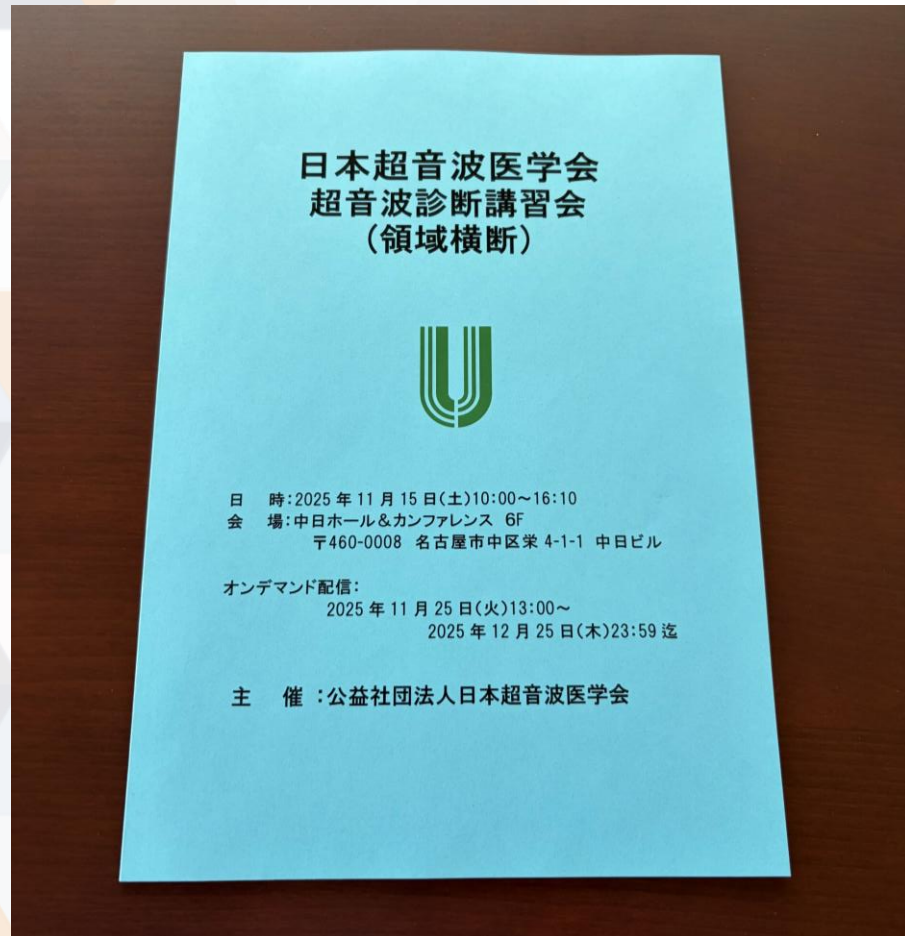 日本超音波医学会
超音波診断講習会
(領域横断)
日 時:2025年11月15日(土)10:00~16:10
会 場:中日ホール&カンファレンス 6F
〒460-0008 名古屋市中区栄 4-1-1 中日ビル
オンデマンド配信:
2025年11月25日(火)13:00~
2025年12月25日(木)23:59 迄
主 催 :公益社団法人日本超音波医学会